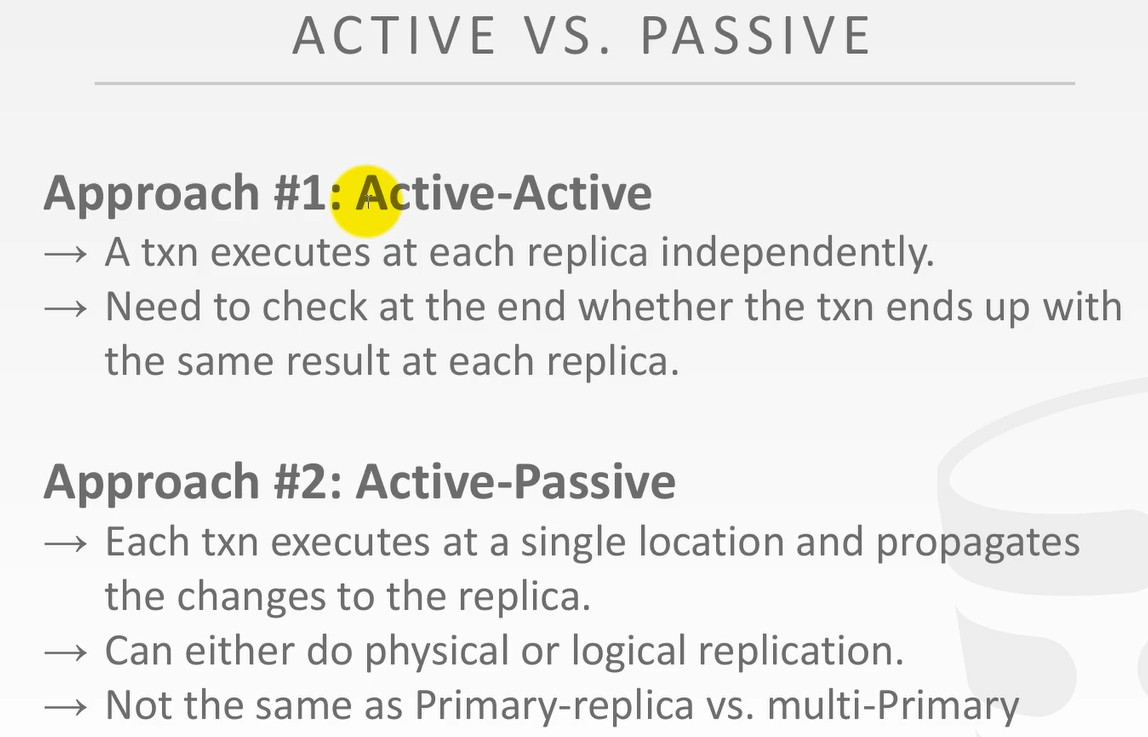 ACTIVE VS. PASSIVE
Approach #1: Active-Active
→ A txn executes at each replica independently.
→ Need to check at the end whether the txn ends up with
the same result at each replica.
Approach #2: Active-Passive
→ Each txn executes at a single location and propagates
the changes to the replica.
→ Can either do physical or logical replication.
→ Not the same as Primary-replica vs. multi-Primary